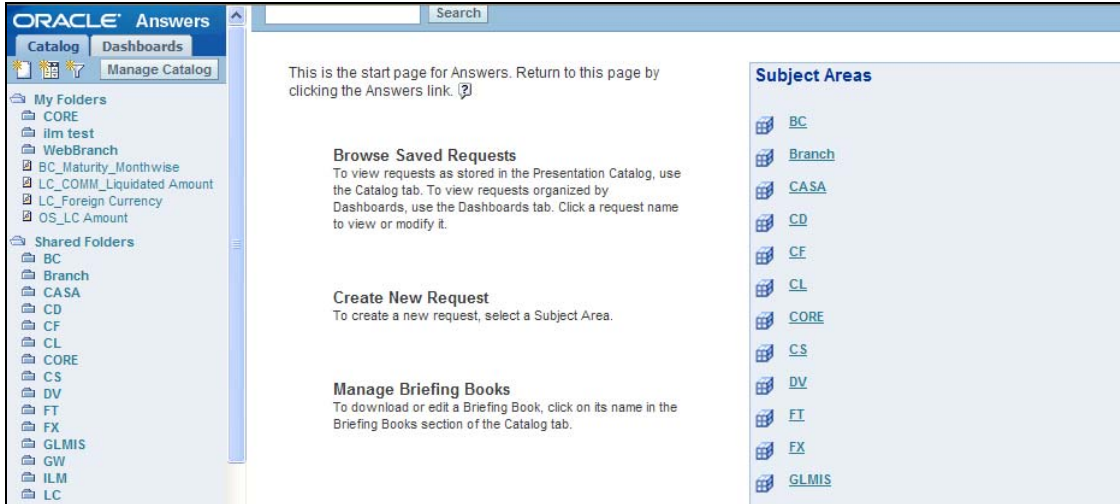 ORACLE® Answers
Catalog
Dashboards
Manage Catalog
My Folders
CORE
ilm test
WebBranch
BC_Maturity_Monthwise
LC_COMM_Liquidated Amount
LC_Foreign Currency
OS_LC Amount
Shared Folders
BC
Branch
CASA
CD
CF
CL
CORE
CS
DV
FT
FX
GLMIS
GW
ILM
LC
Search
This is the start page for Answers. Return to this page by
clicking the Answers link.
Browse Saved Requests
To view requests as stored in the Presentation Catalog, use
the Catalog tab. To view requests organized by
Dashboards, use the Dashboards tab. Click a request name
to view or modify it.
Create New Request
To create a new request, select a Subject Area.
Manage Briefing Books
To download or edit a Briefing Book, click on its name in the
Briefing Books section of the Catalog tab.
Subject Areas
BC
Branch
CASA
CD
CF
CL
CORE
CS
DV
FT
FX
GLMIS